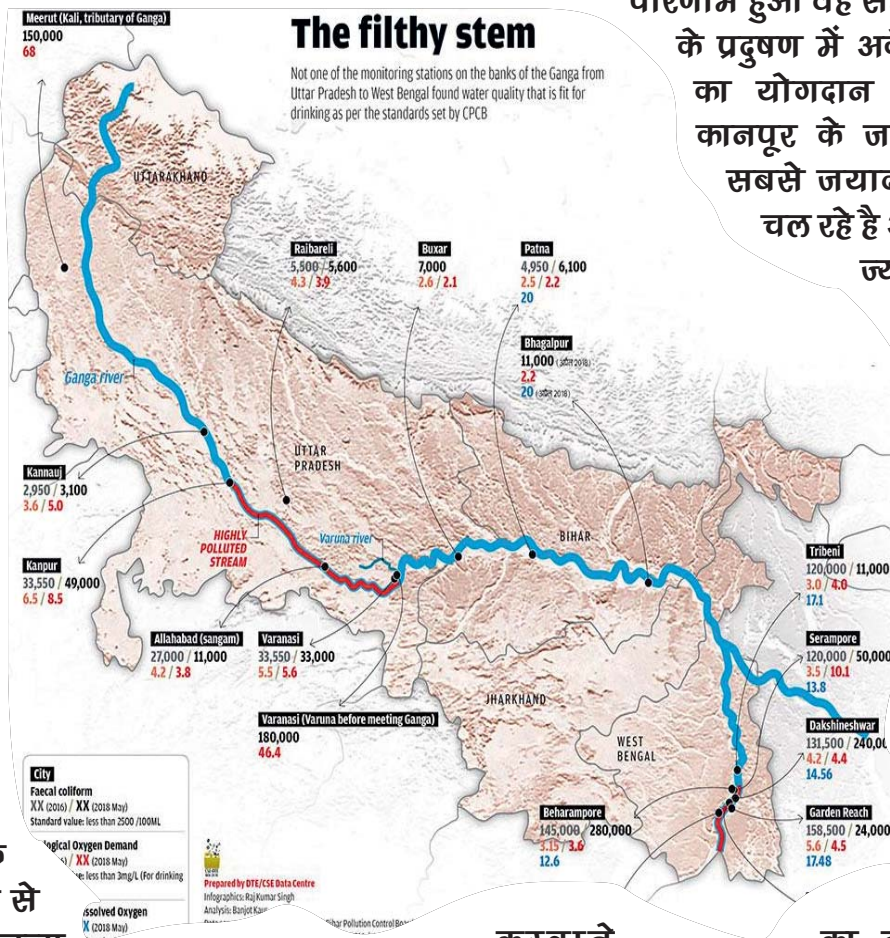 Meerut (Kali, tributary of Ganga)
150,000
68
The filthy stem
Not one of the monitoring stations on the banks of the Ganga from
Uttar Pradesh to West Bengal found water quality that is fit for
drinking as per the standards set by CPCB
के प्रदुषण में
का योगदान
कानपूर के
सबसे
चल रहे है
UTTARAKHAND
Raibareli
5,500 / 5,600
4.3 / 3.9
Buxar
7,000
2.6 / 2.1
Patna
4,950 / 6,100
2.5 / 2.2
20
Bhagalpur
11,000 (अप्रैल 2018)
2.2
20 (अप्रैल 2018)
Ganga river
UTTAR
PRADESH
Kannauj
2,950 / 3,100
3.6 / 5.0
HIGHLY
POLLUTED
STREAM
Varuna river
BIHAR
Kanpur
33,550 / 49,000
6.5 / 8.5
Tribeni
120,000 / 11,000
3.0 / 4.0
17.1
Allahabad (sangam)
27,000 / 11,000
4.2 / 3.8
Varanasi
33,550 / 33,000
5.5 / 5.6
Serampore
120,000 / 50,000
3.5 / 10.1
13.8
Varanasi (Varuna before meeting Ganga)
180,000
46.4
JHARKHAND
WEST
BENGAL
Dakshineshwar
131,500 /
4.2 / 4.4
14.56
Beharampore
145,000 / 280,000
3.15 / 3.6
12.6
Garden Reach
158,500 / 24,000
5.6 / 4.5
17.48
City
Faecal coliform
XX (2016) / XX (2018 May)
Standard value: less than 2500 /100ML
Oxygen Demand
/ XX (2018 May)
less than 3mg/L (For drinking
Oxygen
(2018 May)
Prepared by DTE/CSE Data Centre
Infographics: Raj Kumar Singh
Analysis: Banjot
Pollution Control
से